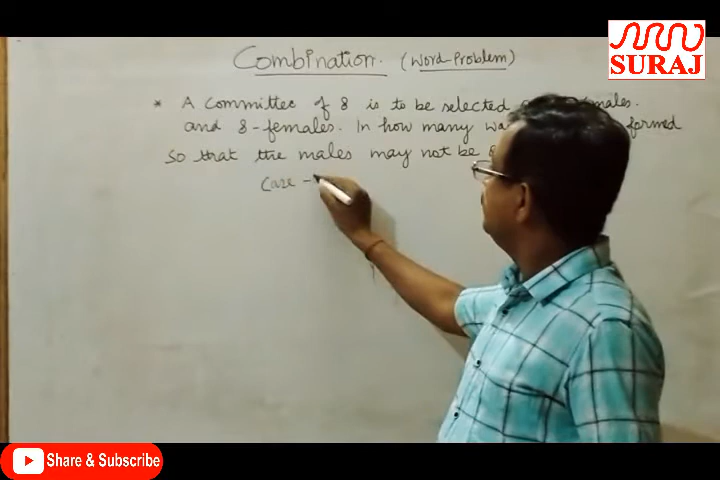 SURAJ
Combination. (Word-Problem)
* A Committee of 8 is to be selected males.
and 8-females. In how many formed
So that the males may not be
Case -
Share & Subscribe